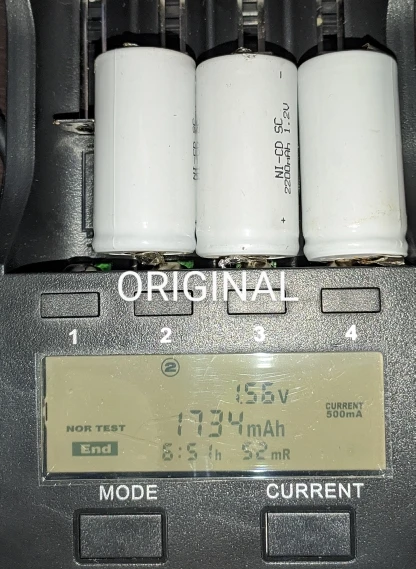 -
NI-CD SC
2200mAh 1.2V
+
ORIGINAL
1 2 3 4
2
1.56v
CURRENT
500mA
1734mAh
NOR TEST
End
6:51h 52mR
MODE CURRENT